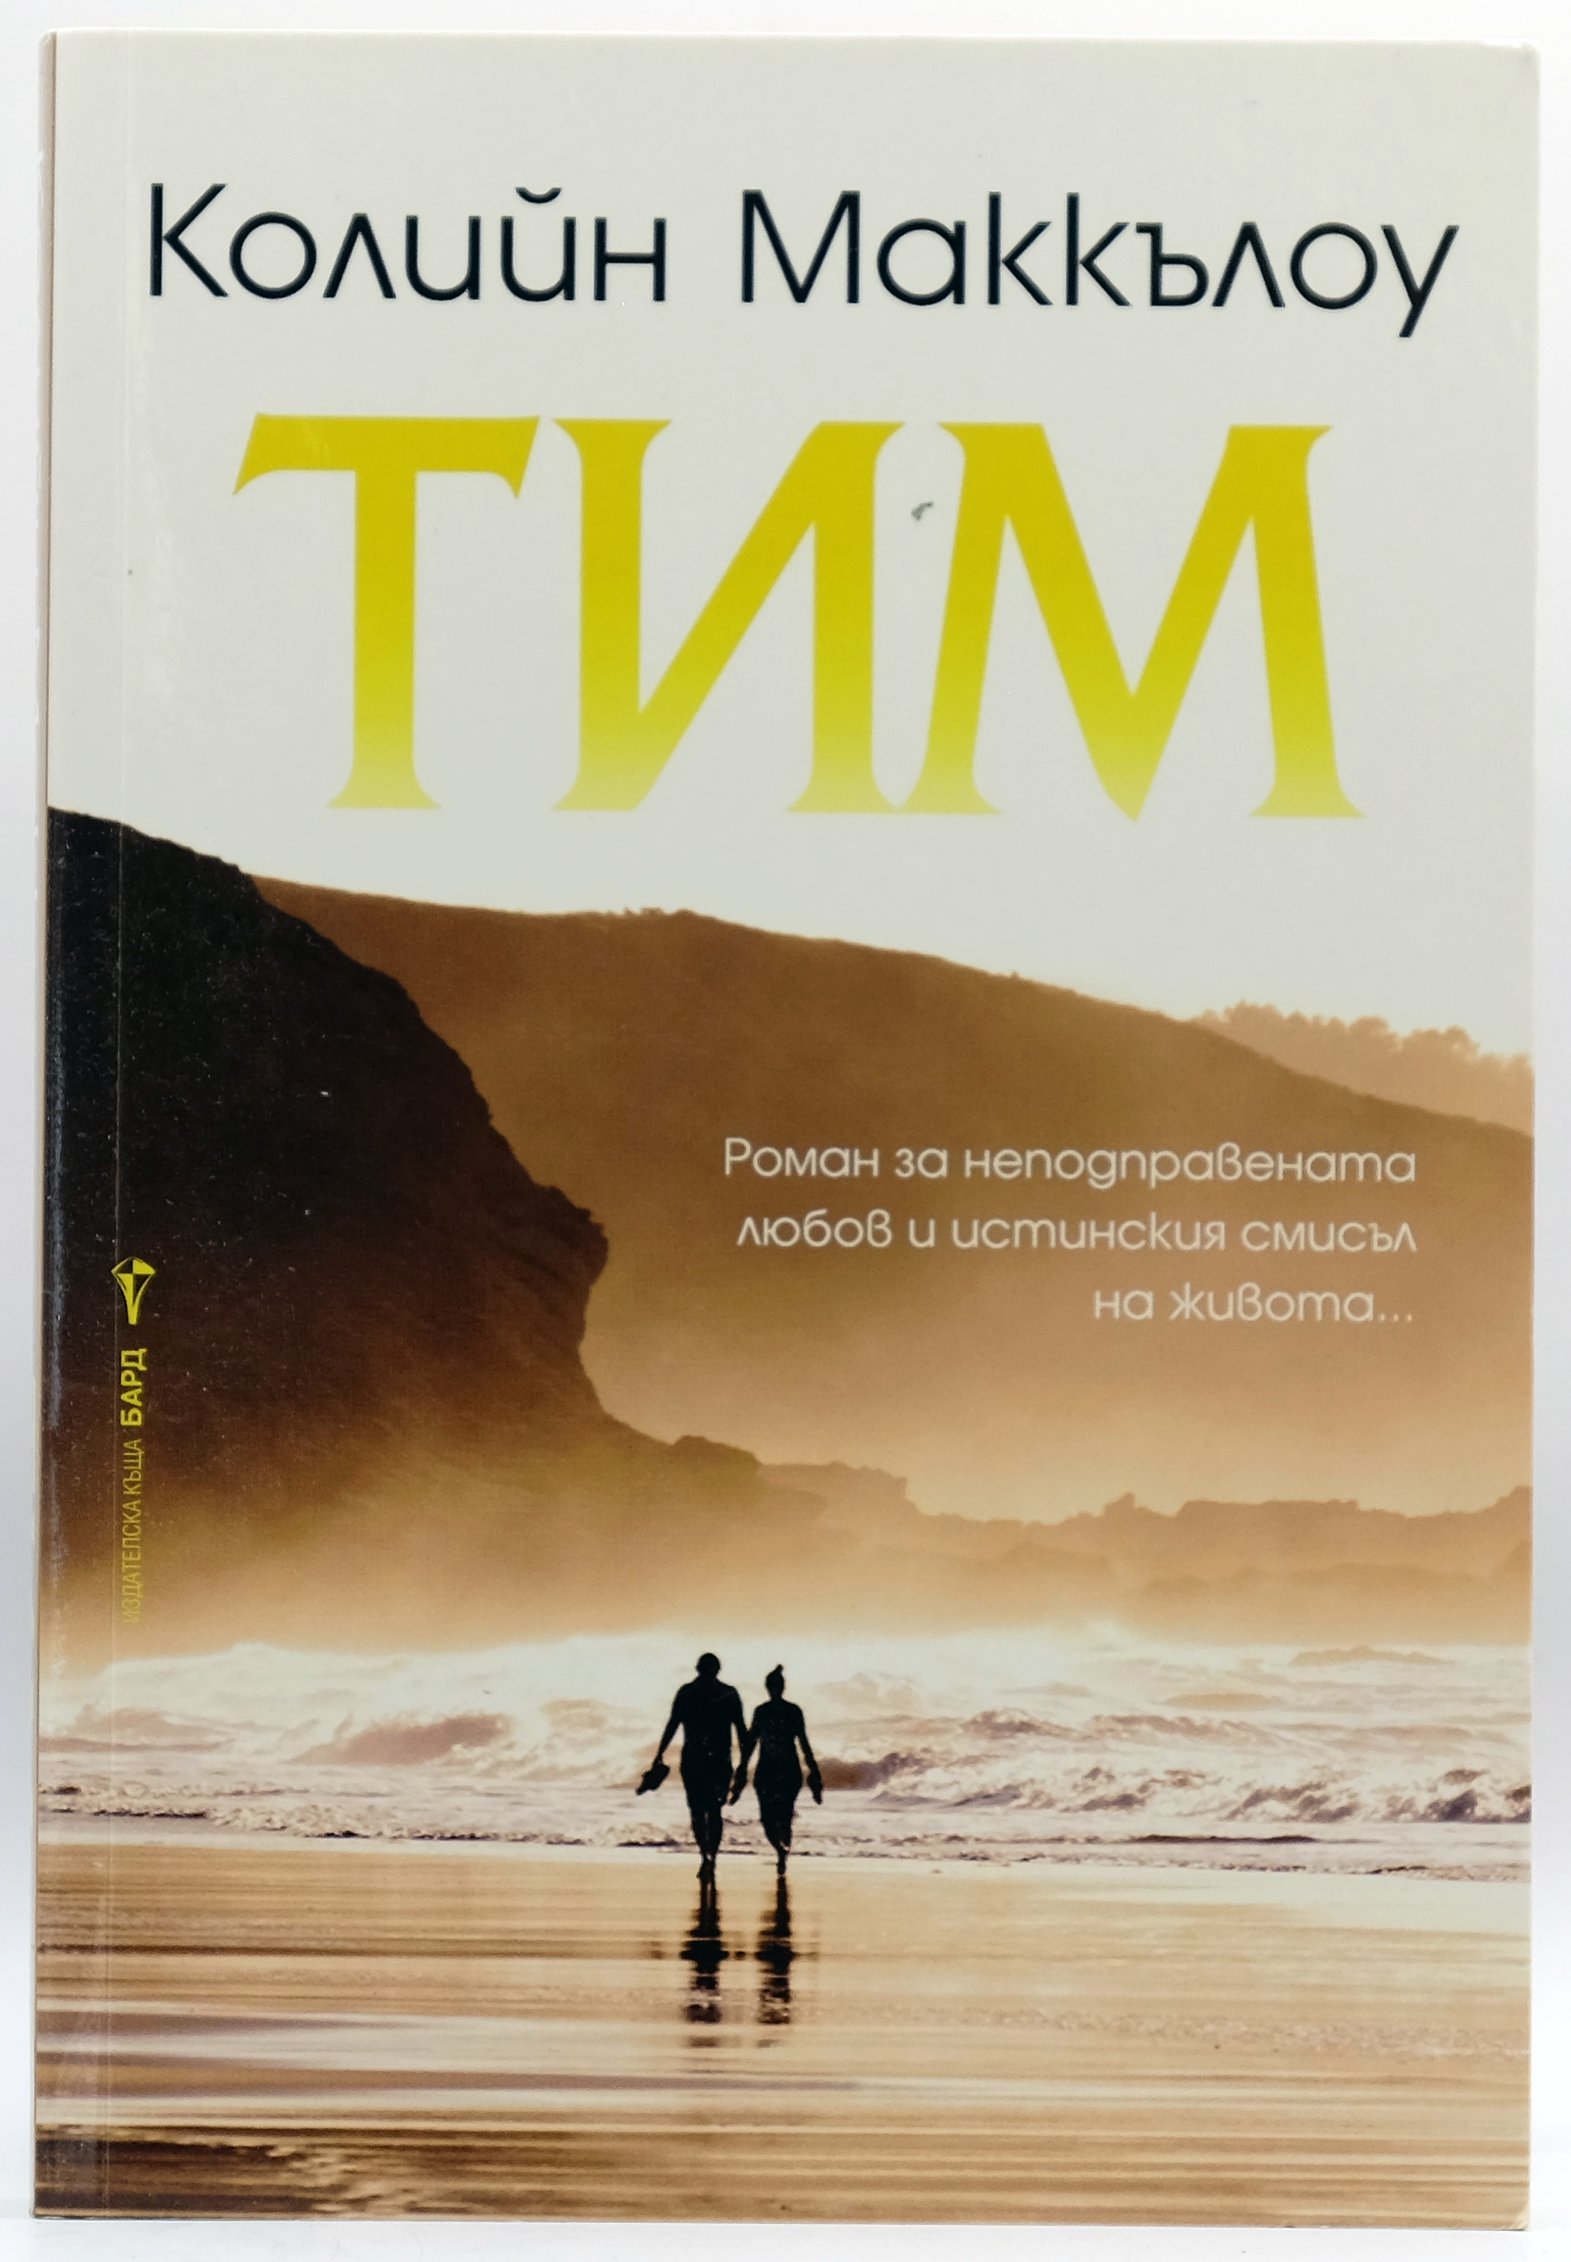 Колийн Маккълоу
ТИМ
Роман за неподправената
любов и истинския смисъл
на живота...
ИЗДАТЕЛСКА КЪЩА БАРД